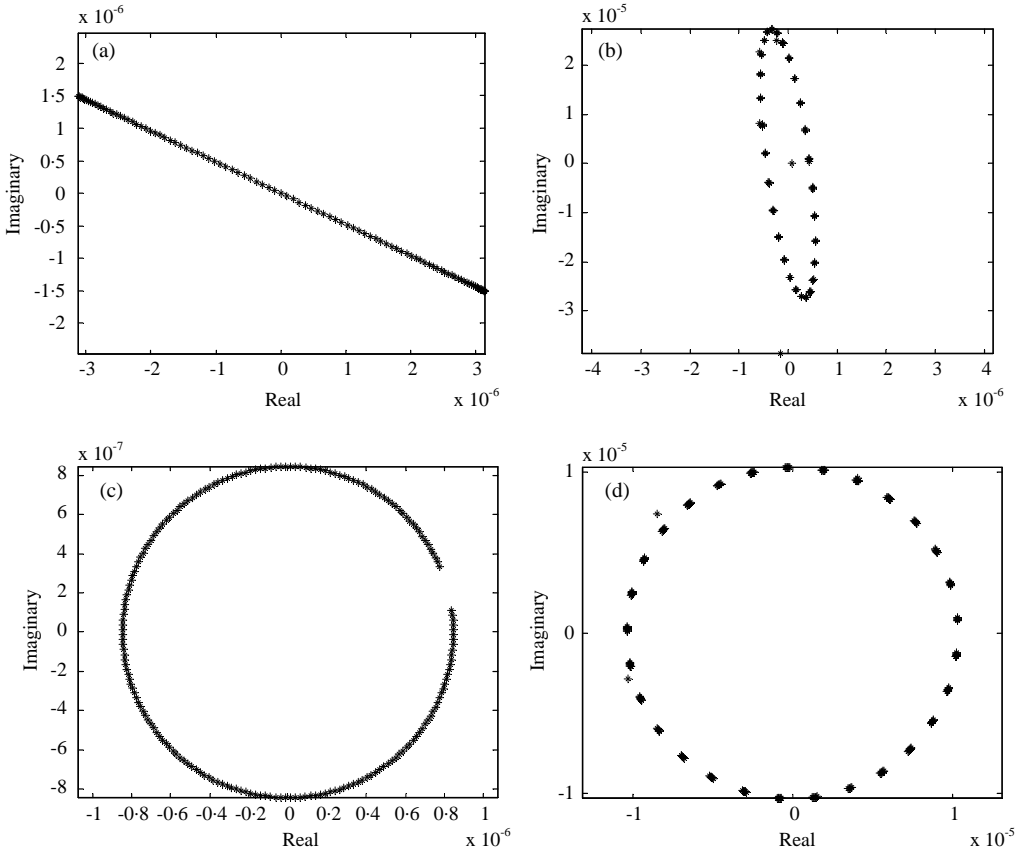 x 10-6
(a)
2
1·5
1
0·5
0
-0·5
-1
-1·5
-2
Imaginary
-3 -2 -1 0 1 2 3
Real
x 10-6
x 10-5
(b)
2
1
0
-1
-2
-3
Imaginary
-4 -3 -2 -1 0 1 2 3 4
Real
x 10-6
x 10-7
(c)
8
6
4
2
0
-2
-4
-6
-8
Imaginary
-1 -0·8 -0·6 -0·4 -0·2 0 0·2 0·4 0·6 0·8 1
Real
x 10-6
x 10-5
(d)
1
0
-1
Imaginary
-1 0 1
Real
x 10-5